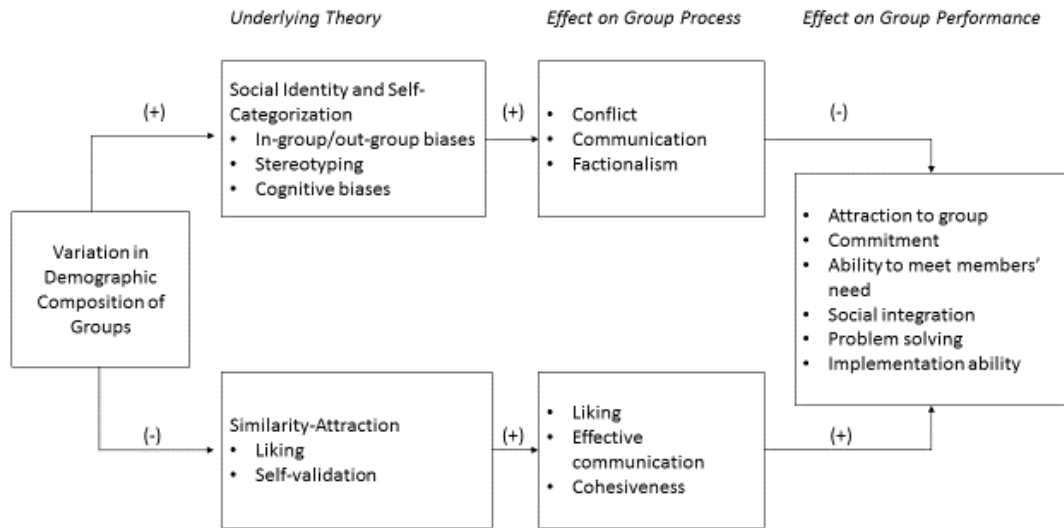 Underlying Theory
Effect on Group Process
Effect on Group Performance
(+)
Social Identity and Self-
Categorization
• In-group/out-group biases
• Stereotyping
• Cognitive biases
(+)
• Conflict
• Communication
• Factionalism
(-)
Variation in
Demographic
Composition of
Groups
• Attraction to group
• Commitment
• Ability to meet members'
need
• Social integration
• Problem solving
• Implementation ability
(-)
Similarity-Attraction
• Liking
• Self-validation
(+)
• Liking
• Effective
communication
• Cohesiveness
(+)